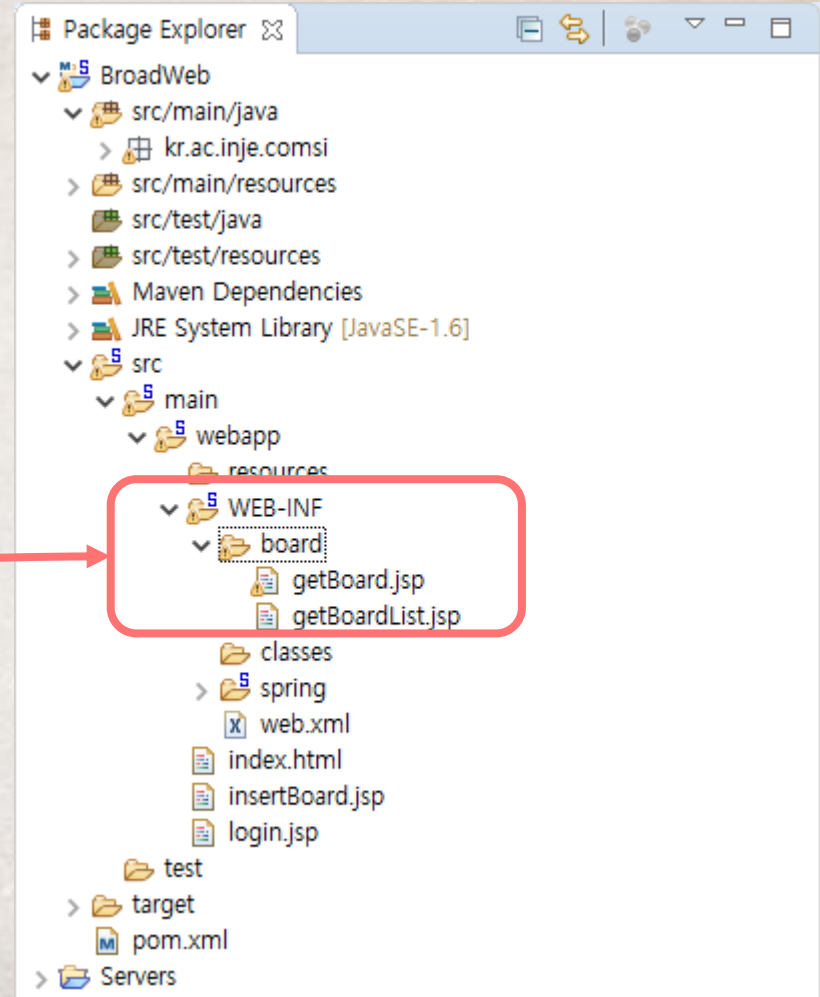 Package Explorer
BroadWeb
src/main/java
kr.ac.inje.comsi
src/main/resources
src/test/java
src/test/resources
Maven Dependencies
JRE System Library [JavaSE-1.6]
src
main
webapp
resources
WEB-INF
board
getBoard.jsp
getBoardList.jsp
classes
spring
web.xml
index.html
insertBoard.jsp
login.jsp
test
target
pom.xml
Servers